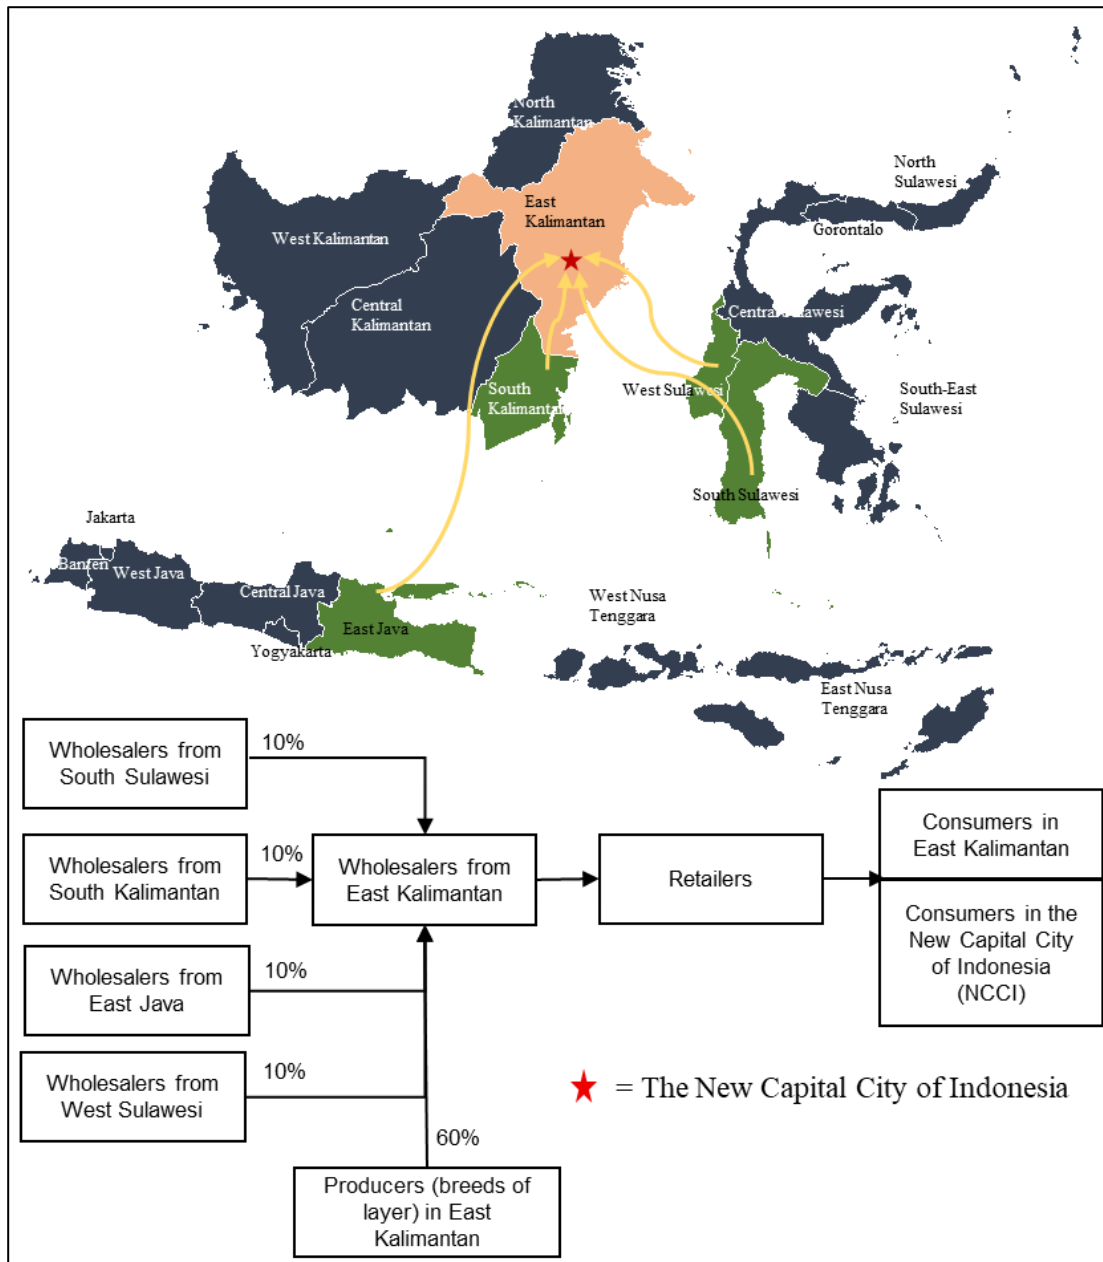 North
Kalimantan
North
Sulawesi
East
Kalimantan
Gorontalo
West Kalimantan
Central
Kalimantan
Central Sulawesi
South
Kalimantan
West Sulawesi
South-East
Sulawesi
South Sulawesi
Jakarta
Banten
West Java
Central Java
West Nusa
Tenggara
East Java
Yogyakarta
East Nusa
Tenggara
Wholesalers from
South Sulawesi
10%
Wholesalers from
South Kalimantan
10%
Wholesalers from
East Kalimantan
Retailers
Consumers in
East Kalimantan
Consumers in the
New Capital City
of Indonesia
(NCCI)
Wholesalers from
East Java
10%
Wholesalers from
West Sulawesi
10%
= The New Capital City of Indonesia
60%
Producers (breeds of
layer) in East
Kalimantan